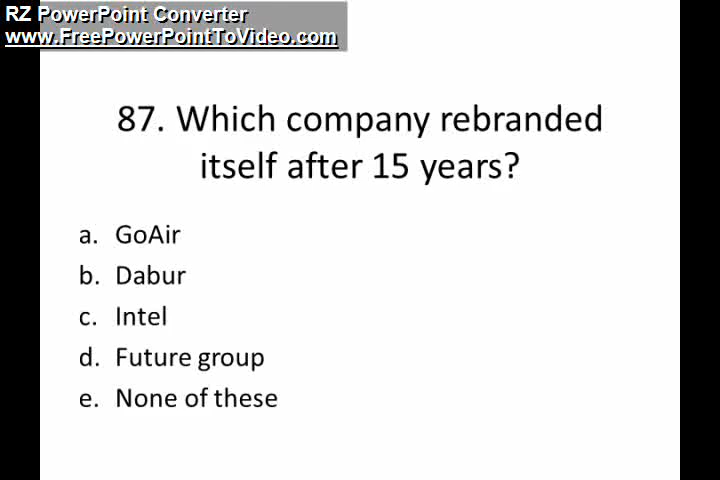 RZ PowerPoint Converter
www.FreePowerPointToVideo.com
87. Which company rebranded
itself after 15 years?
a. GoAir
b. Dabur
c. Intel
d. Future group
e. None of these